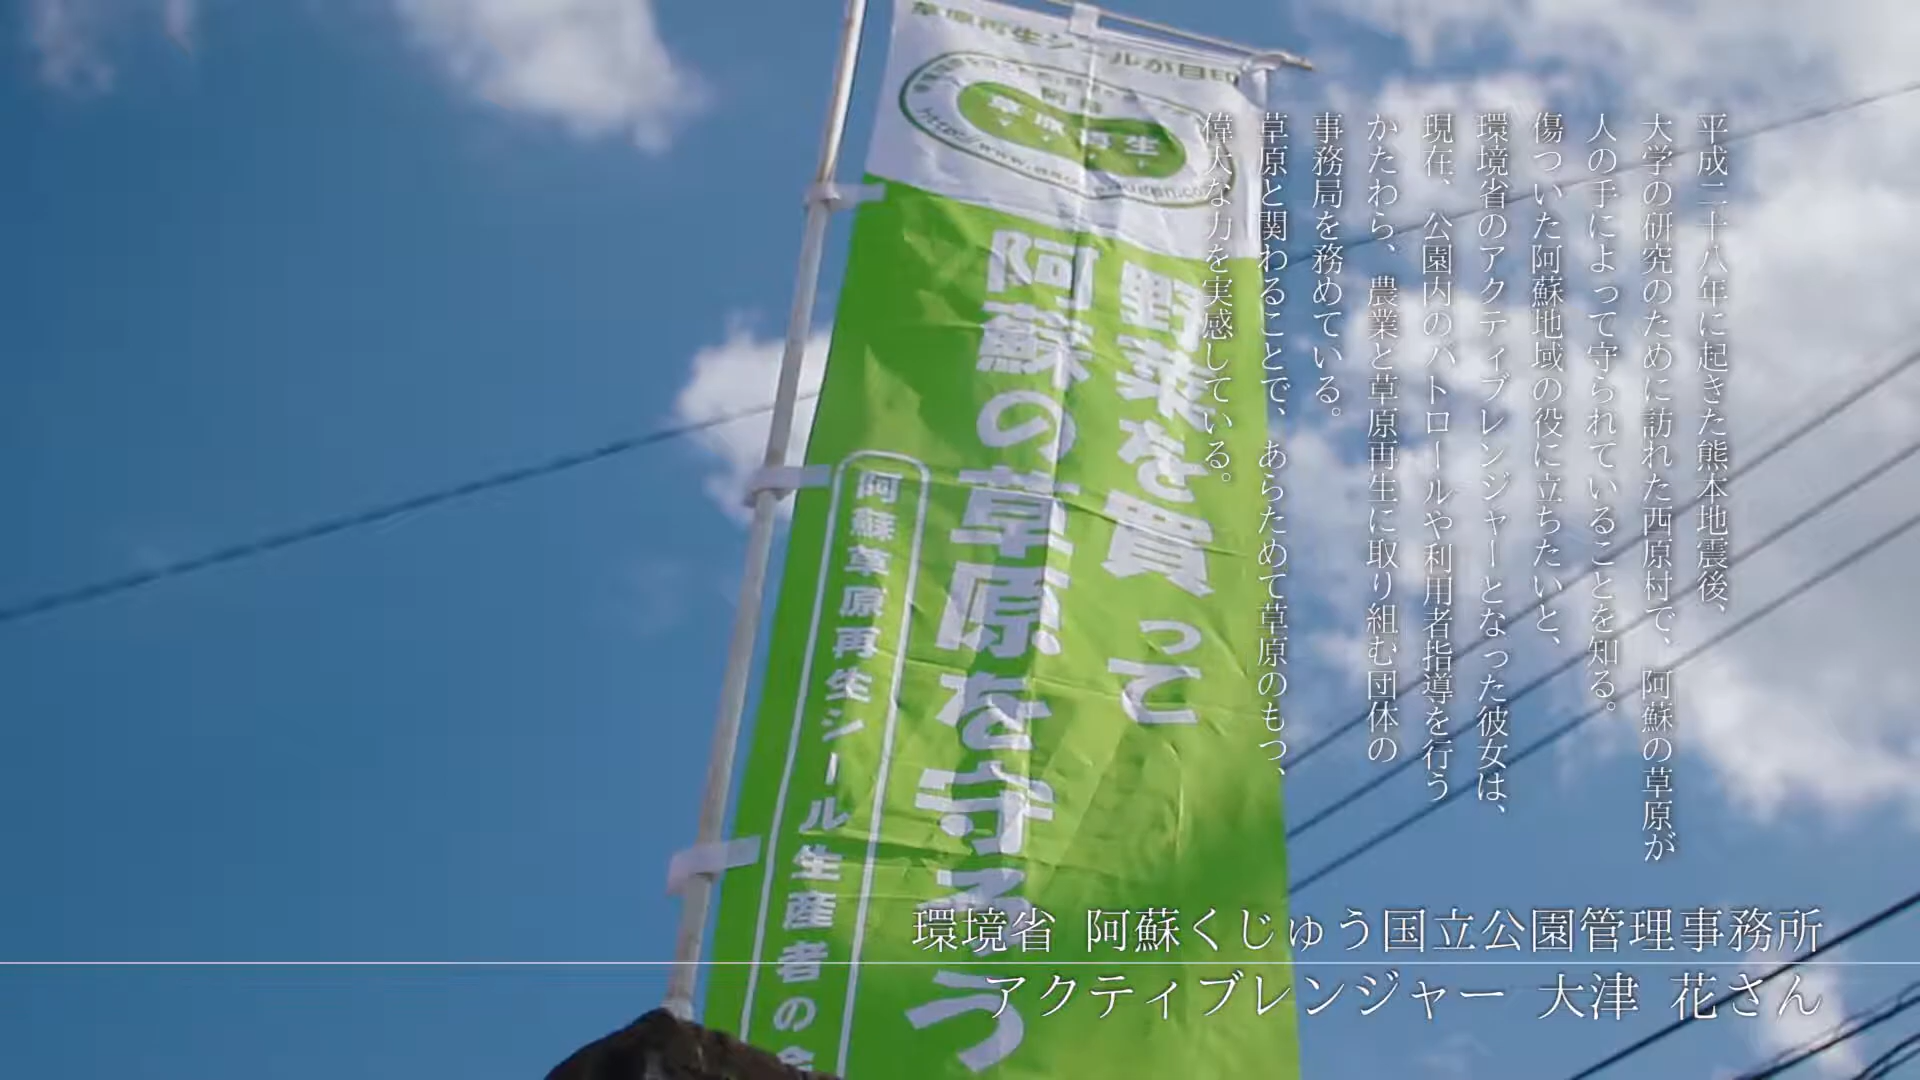 平成二十八年に起きた熊本地震後、
大学の研究のために訪れた西原村で、阿蘇の草原が
人の手によって守られていることを知る。
傷ついた阿蘇地域の役に立ちたいと、
環境省のアクティブレンジャーとなった彼女は、
現在、公園内のパトロールや利用者指導を行う
かたわら、農業と草原再生に取り組む団体の
事務局を務めている。
草原と関わることで、あらためて草原のもつ、
偉大な力を実感している。
草原再生シールが目印
阿蘇
草原再生
野菜を買って
阿蘇の草原を守ろう
阿蘇草原再生シール生産者の会
環境省 阿蘇くじゅう国立公園管理事務所
アクティブレンジャー 大津 花さん